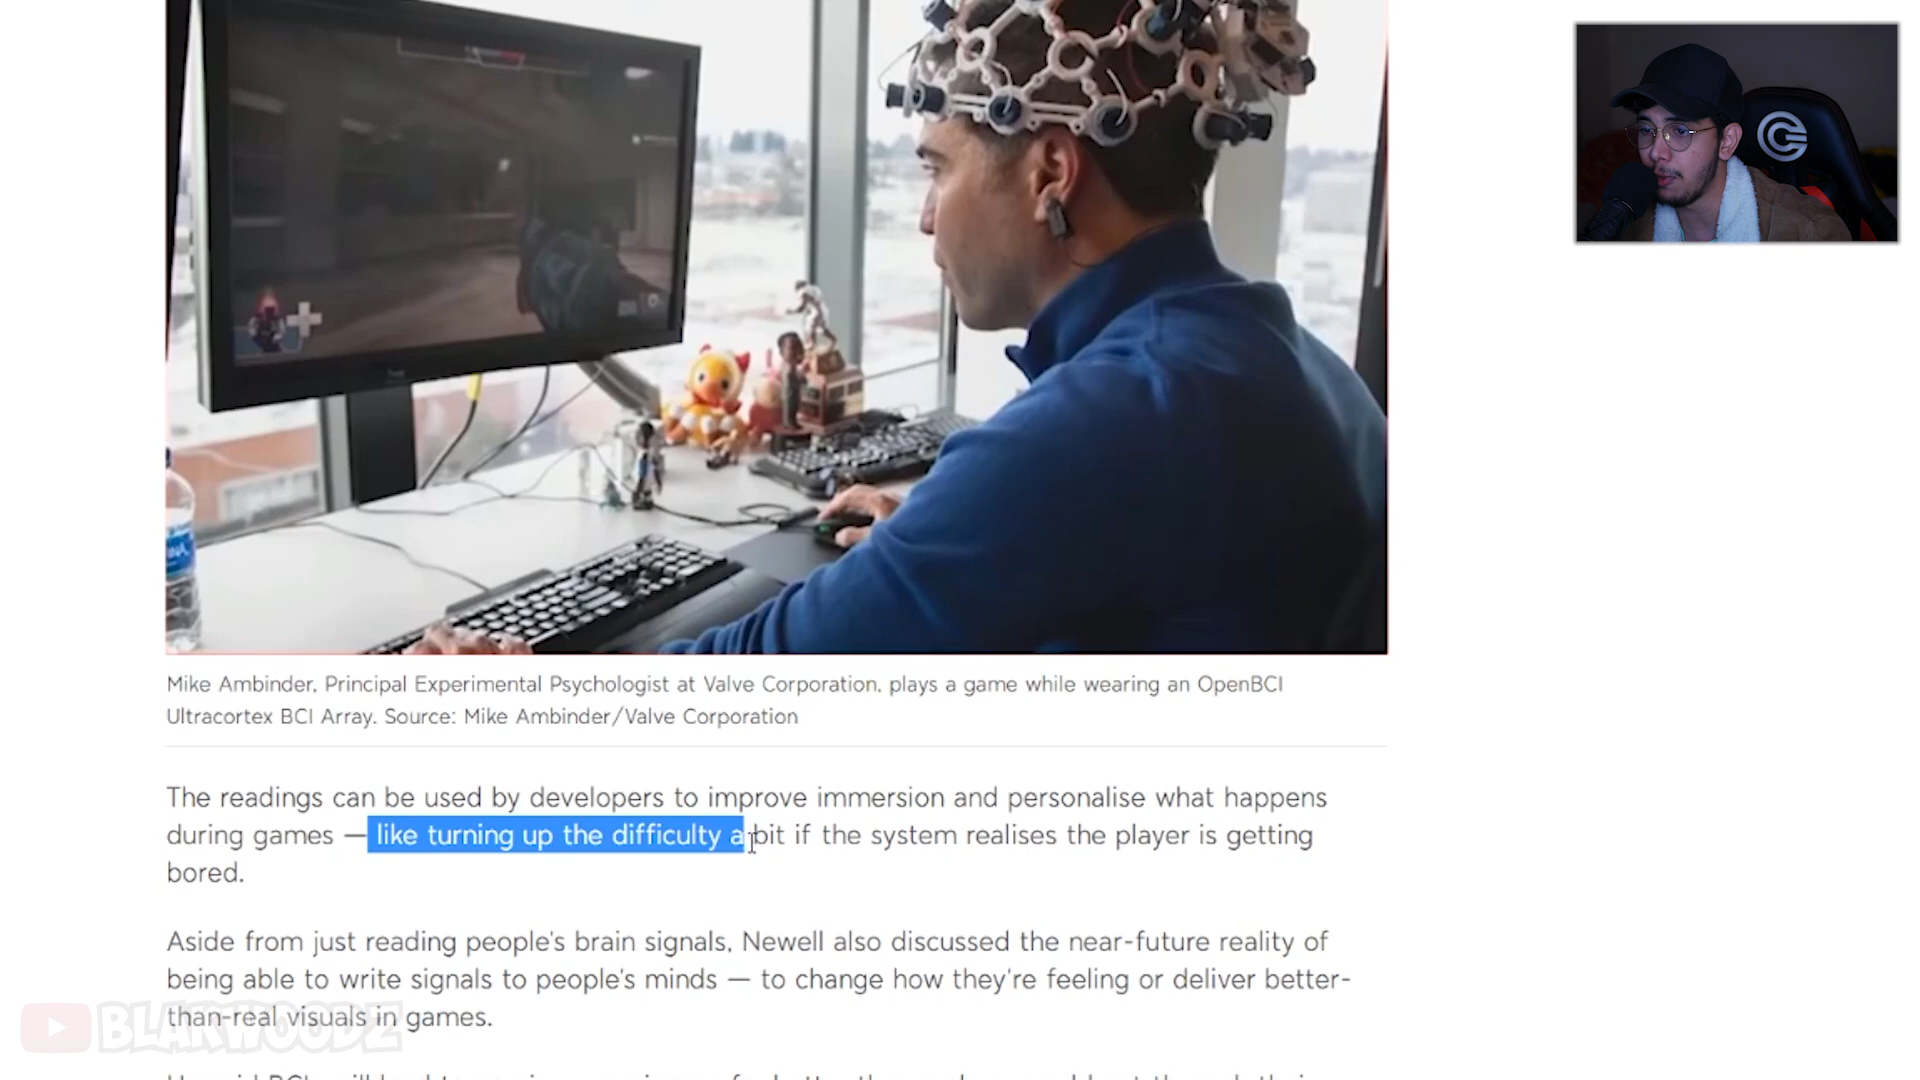 Mike Ambinder, Principal Experimental Psychologist at Valve Corporation, plays a game while wearing an OpenBCI
Ultracortex BCI Array. Source: Mike Ambinder/Valve Corporation
The readings can be used by developers to improve immersion and personalise what happens
during games — like turning up the difficulty a bit if the system realises the player is getting
bored.
Aside from just reading people's brain signals, Newell also discussed the near-future reality of
being able to write signals to people's minds — to change how they're feeling or deliver better-
than-real visuals in games.
BLAKWOODZ